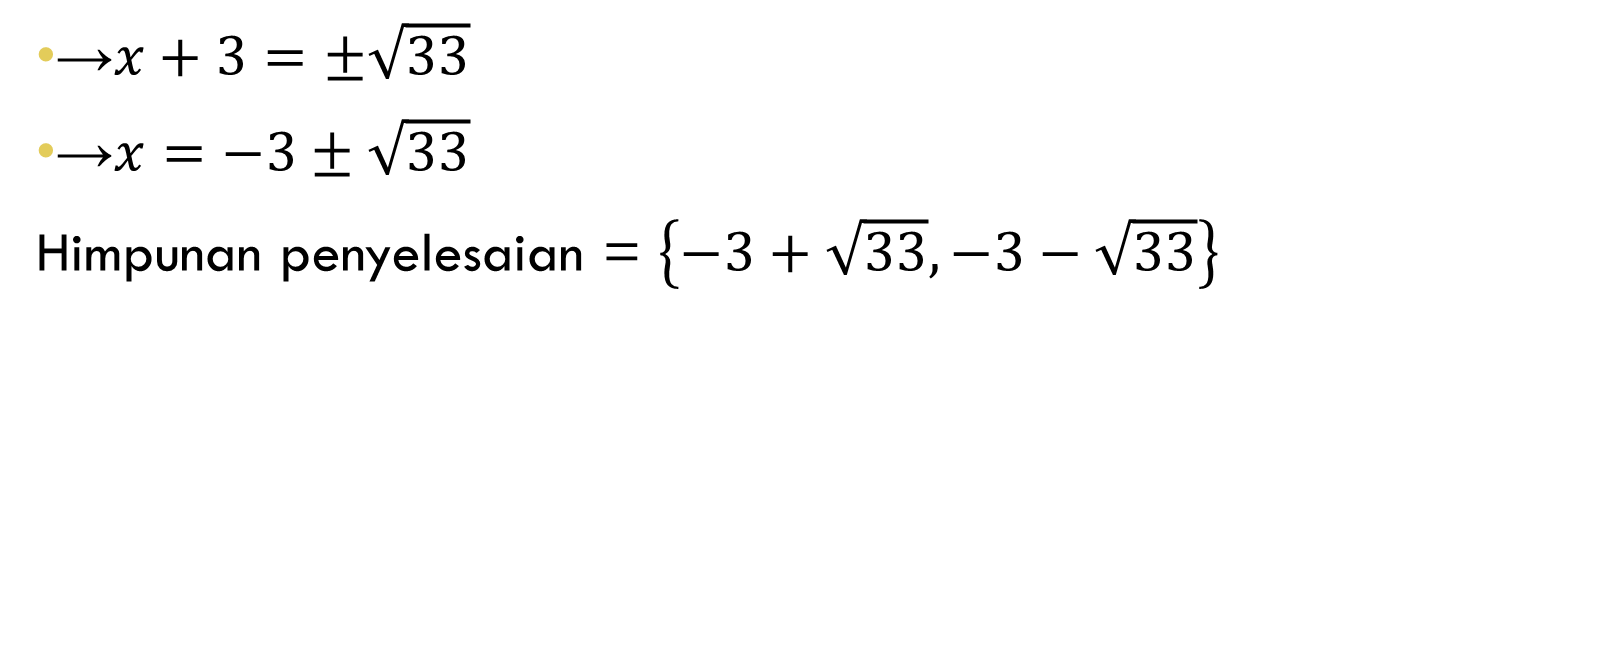 •→x + 3 = ±√33
•→x = −3 ± √33
Himpunan penyelesaian = {−3 + √33, −3 − √33}